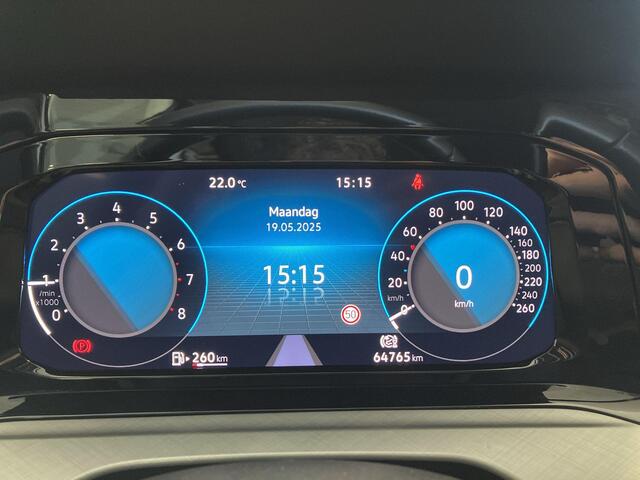 22.0 °C 15:15
Maandag
19.05.2025
15:15
0 1 2 3 4 5 6 7 8
/min
x1000
0 20 40 60 80 100 120 140 160 180 200 220 240 260
km/h
0
km/h
50
P
260 km
64765 km